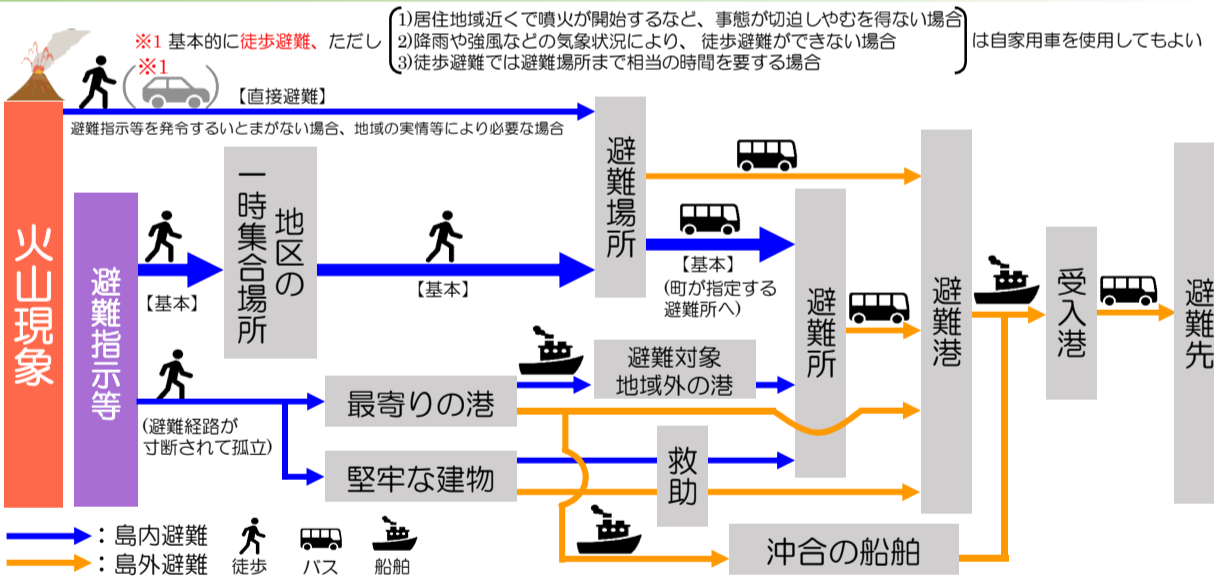 ※1 基本的に徒歩避難、ただし
1)居住地域近くで噴火が開始するなど、事態が切迫しやむを得ない場合
2)降雨や強風などの気象状況により、 徒歩避難ができない場合
3)徒歩避難では避難場所まで相当の時間を要する場合
は自家用車を使用してもよい
※1
【直接避難】
避難指示等を発令するいとまがない場合、地域の実情等により必要な場合
火山現象
避難指示等
【基本】
地区の
一時集合場所
【基本】
避難場所
【基本】
(町が指定する
避難所へ)
避難所
避難港
受入港
避難先
(避難経路が
寸断されて孤立)
最寄りの港
避難対象
地域外の港
堅牢な建物
救助
沖合の船舶
：島内避難
：島外避難
徒歩
バス
船舶